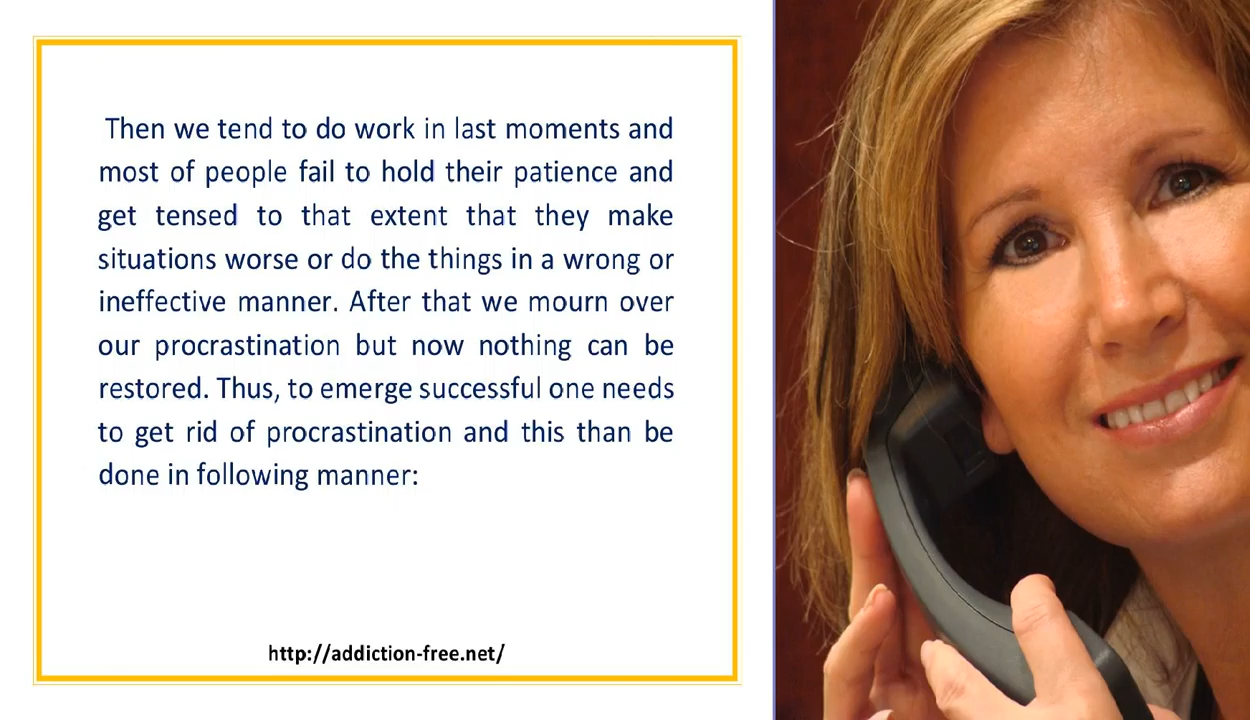 Then we tend to do work in last moments and
most of people fail to hold their patience and
get tensed to that extent that they make
situations worse or do the things in a wrong or
ineffective manner. After that we mourn over
our procrastination but now nothing can be
restored. Thus, to emerge successful one needs
to get rid of procrastination and this than be
done in following manner:
http://addiction-free.net/